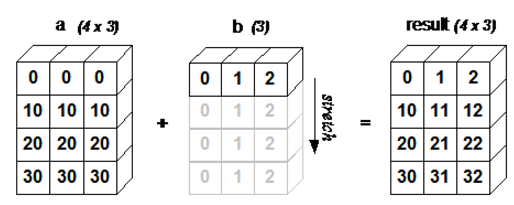 a (4 x 3) b (3) result (4 x 3)
0 0 0 0 1 2 0 1 2
10 10 10 0 1 2 10 11 12
+ stretch =
20 20 20 0 1 2 20 21 22
30 30 30 0 1 2 30 31 32